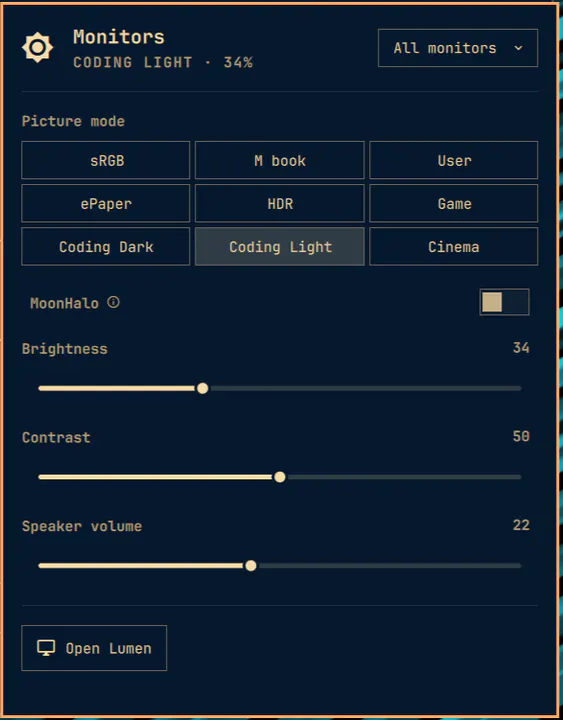 Monitors
CODING LIGHT · 34%
All monitors
Picture mode
sRGB
M book
User
ePaper
HDR
Game
Coding Dark
Coding Light
Cinema
MoonHalo
Brightness
34
Contrast
50
Speaker volume
22
Open Lumen